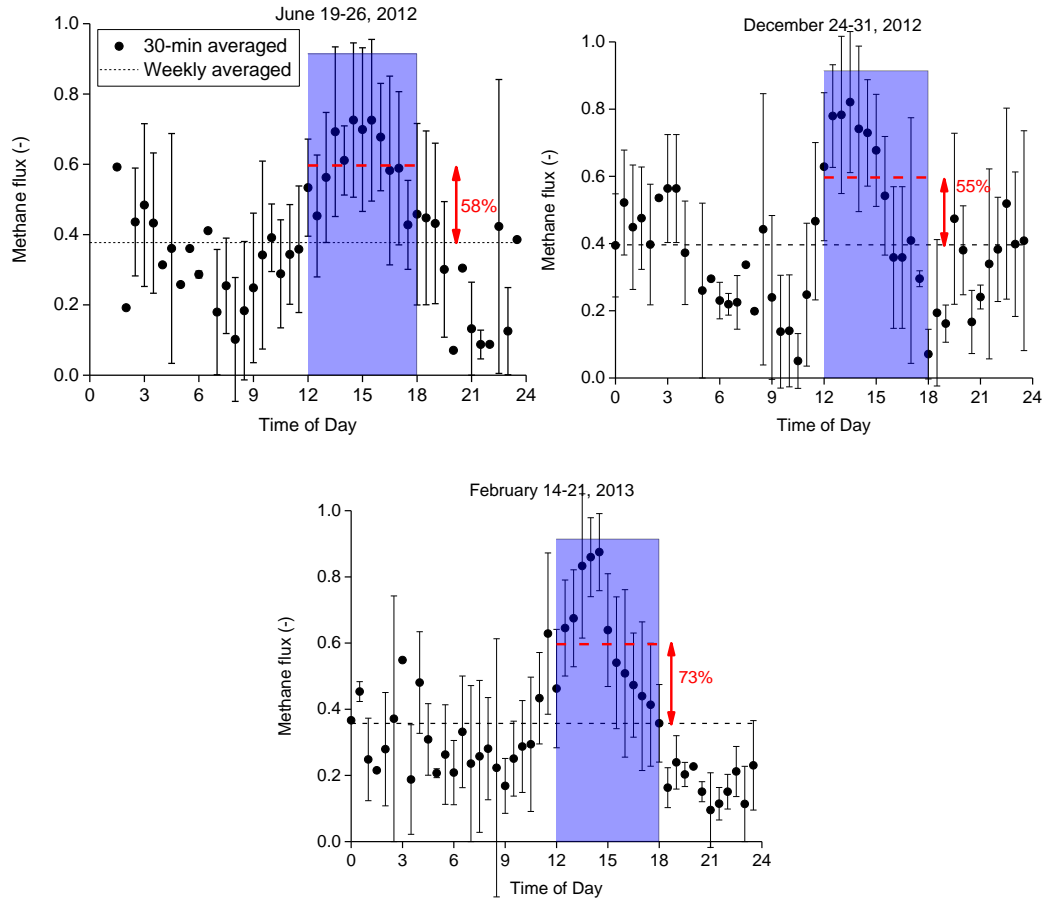 June 19-26, 2012
30-min averaged
Weekly averaged
Methane flux (-)
1.0
0.8
0.6
0.4
0.2
0.0
58%
0 3 6 9 12 15 18 21 24
Time of Day
December 24-31, 2012
Methane flux (-)
1.0
0.8
0.6
0.4
0.2
0.0
55%
0 3 6 9 12 15 18 21 24
Time of Day
February 14-21, 2013
Methane flux (-)
1.0
0.8
0.6
0.4
0.2
0.0
73%
0 3 6 9 12 15 18 21 24
Time of Day